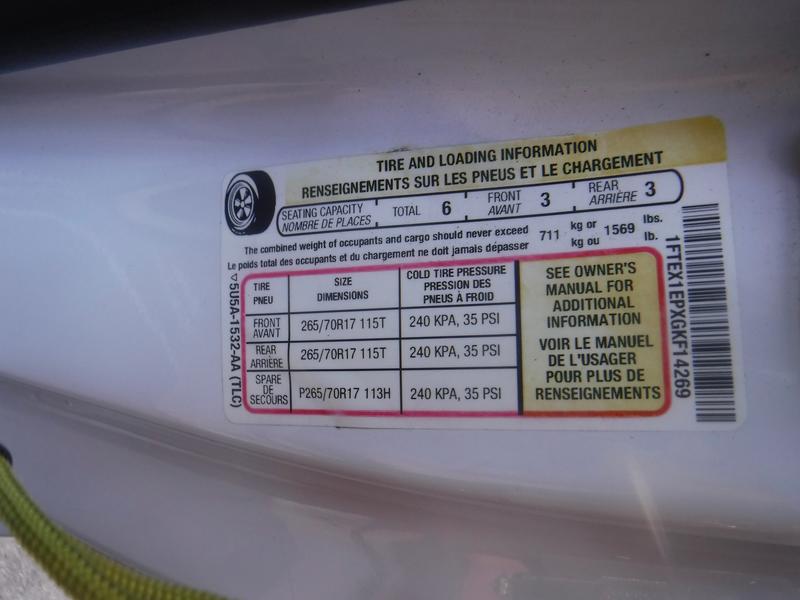 TIRE AND LOADING INFORMATION
RENSEIGNEMENTS SUR LES PNEUS ET LE CHARGEMENT
SEATING CAPACITY
NOMBRE DE PLACES
TOTAL 6
FRONT
AVANT 3
REAR
ARRIÈRE 3
The combined weight of occupants and cargo should never exceed 711 kg or 1569 lbs.
Le poids total des occupants et du chargement ne doit jamais dépasser kg ou lb.
TIRE
PNEU
SIZE
DIMENSIONS
COLD TIRE PRESSURE
PRESSION DES
PNEUS À FROID
FRONT
AVANT
265/70R17 115T
240 KPA, 35 PSI
REAR
ARRIÈRE
265/70R17 115T
240 KPA, 35 PSI
SPARE
DE
SECOURS
P265/70R17 113H
240 KPA, 35 PSI
SEE OWNER'S
MANUAL FOR
ADDITIONAL
INFORMATION
VOIR LE MANUEL
DE L'USAGER
POUR PLUS DE
RENSEIGNEMENTS
5U5A-1532-AA (TLC)
1FTEX1EPXGKF14269